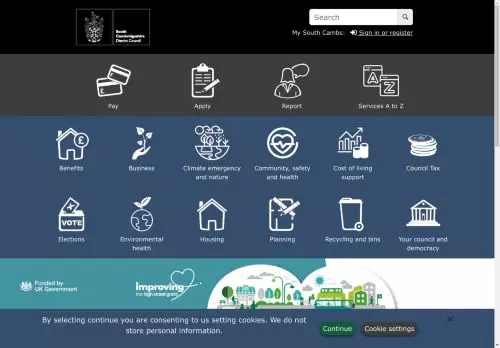 South
Cambridgeshire
District Council
Search
My South Cambs: Sign in or register
Pay
Apply
Report
Services A to Z
A
Z
£
Benefits
Business
Climate emergency
and nature
Community, safety
and health
Cost of living
support
Council Tax
VOTE
Elections
Environmental
health
Housing
Planning
Recycling and bins
Your council and
democracy
Funded by
UK Government
improving
the high street grants
By selecting continue you are consenting to us setting cookies. We do not
store personal information.
Continue
Cookie settings
×